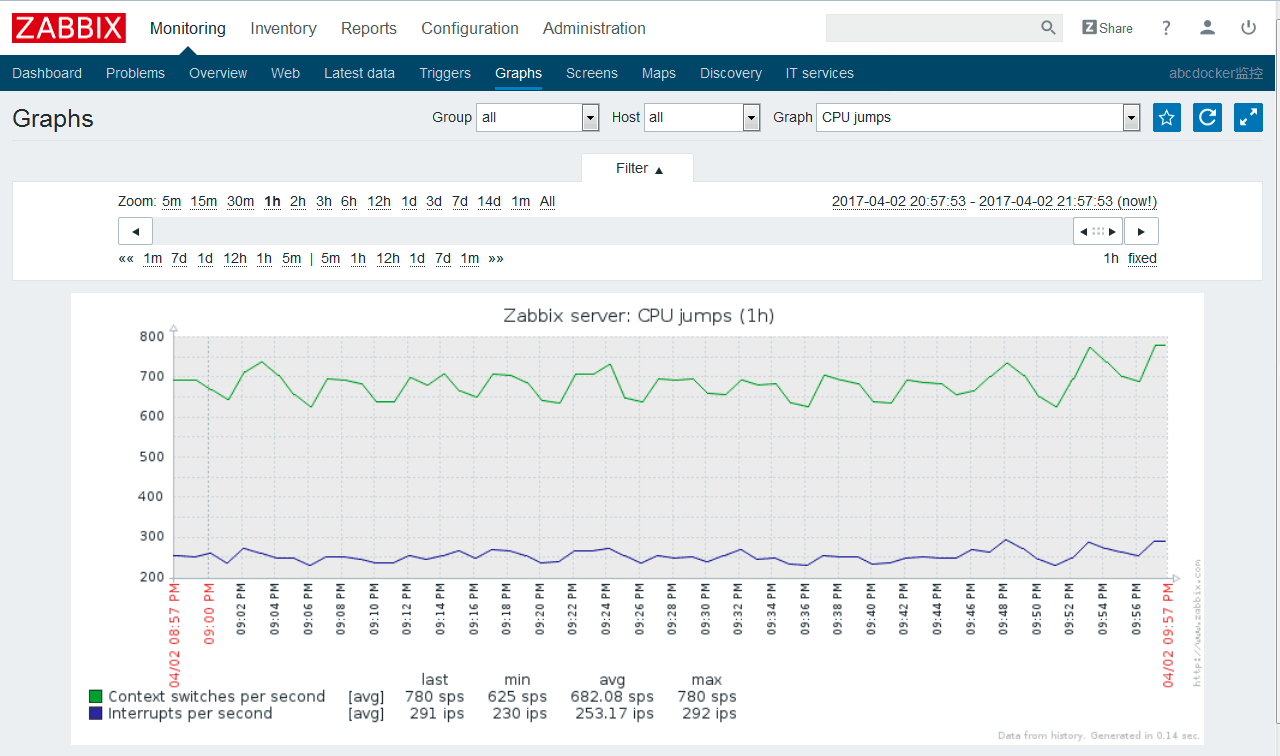 ZABBIX Monitoring Inventory Reports Configuration Administration Z Share ?
Dashboard Problems Overview Web Latest data Triggers Graphs Screens Maps Discovery IT services abcdocker监控
Graphs Group all Host all Graph CPU jumps
Filter ▲
Zoom: 5m 15m 30m 1h 2h 3h 6h 12h 1d 3d 7d 14d 1m All 2017-04-02 20:57:53 - 2017-04-02 21:57:53 (now!)
«« 1m 7d 1d 12h 1h 5m | 5m 1h 12h 1d 7d 1m »» 1h fixed
Zabbix server: CPU jumps (1h)
800
700
600
500
400
300
200
04/02 08:57 PM
09:00 PM
09:02 PM
09:04 PM
09:06 PM
09:08 PM
09:10 PM
09:12 PM
09:14 PM
09:16 PM
09:18 PM
09:20 PM
09:22 PM
09:24 PM
09:26 PM
09:28 PM
09:30 PM
09:32 PM
09:34 PM
09:36 PM
09:38 PM
09:40 PM
09:42 PM
09:44 PM
09:46 PM
09:48 PM
09:50 PM
09:52 PM
09:54 PM
09:56 PM
04/02 09:57 PM
http://www.zabbix.com
last min avg max
Context switches per second [avg] 780 sps 625 sps 682.08 sps 780 sps
Interrupts per second [avg] 291 ips 230 ips 253.17 ips 292 ips
Data from history. Generated in 0.14 sec.